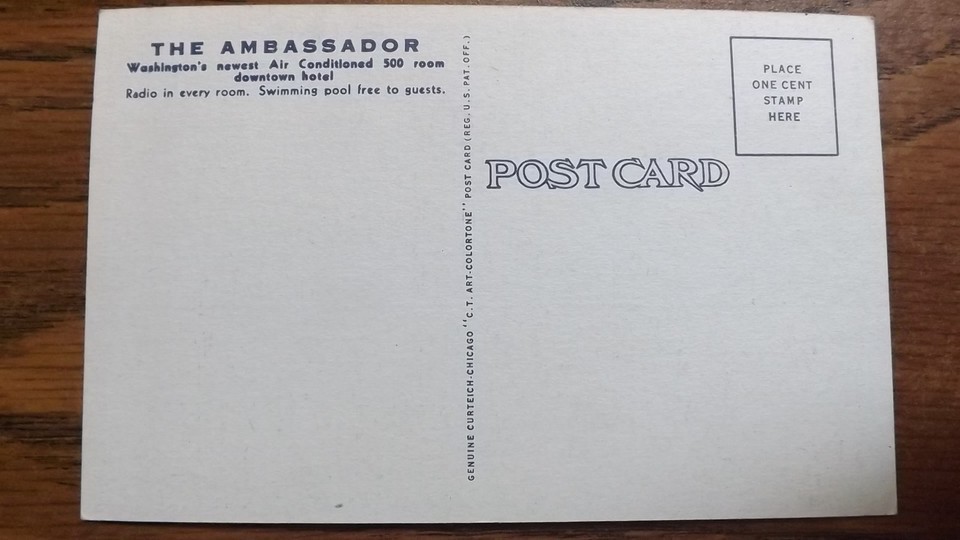 THE AMBASSADOR
Washington's newest Air Conditioned 500 room
downtown hotel
Radio in every room. Swimming pool free to guests.
GENUINE CURTEICH-CHICAGO "C.T. ART-COLORTONE" POST CARD (REG. U.S. PAT. OFF.)
POST CARD
PLACE
ONE CENT
STAMP
HERE